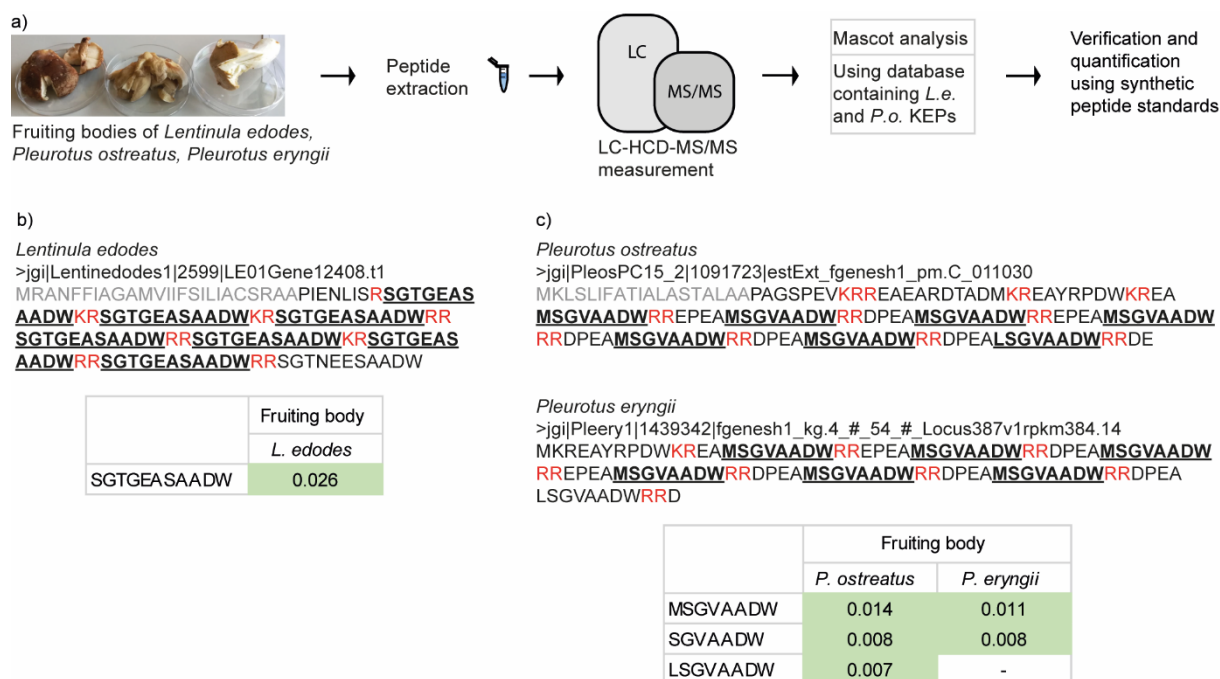 a)
Fruiting bodies of Lentinula edodes,
Pleurotus ostreatus, Pleurotus eryngii
Peptide
extraction
LC
MS/MS
LC-HCD-MS/MS
measurement
Mascot analysis
Using database
containing L.e.
and P.o. KEPs
Verification and
quantification
using synthetic
peptide standards
b)
Lentinula edodes
>jgi|Lentinedodes1|2599|LE01Gene12408.t1
MRANFFIAGAMVIIFSILIACSRAAPIENLISRSGTGEAS
AADWKRSGTGEASAADWKRSGTGEASAADWRR
SGTGEASAADWRRSGTGEASAADWKRSGTGEAS
AADWRRSGTGEASAADWRRSGTNEESAADW
Fruiting body
L. edodes
SGTGEASAADW 0.026
c)
Pleurotus ostreatus
>jgi|PleosPC15_2|1091723|estExt_fgenesh1_pm.C_011030
MKLSLIFATIALASTALAAPAGSPEVKRREAEARDTADMKREAYRPDWKREA
MSGVAADWRREPEAMSGVAADWRRDPEAMSGVAADWRREPEAMSGVAADW
RRDPEAMSGVAADWRRDPEAMSGVAADWRRDPEALSGVAADWRRDE
Pleurotus eryngii
>jgi|Pleery1|1439342|fgenesh1_kg.4_#_54_#_Locus387v1rpkm384.14
MKREAYRPDWKREAMSGVAADWRREPEAMSGVAADWRRDPEAMSGVAADW
RREPEAMSGVAADWRRDPEAMSGVAADWRRDPEAMSGVAADWRRDPEA
LSGVAADWRRD
Fruiting body
P. ostreatus P. eryngii
MSGVAADW 0.014 0.011
SGVAADW 0.008 0.008
LSGVAADW 0.007 -